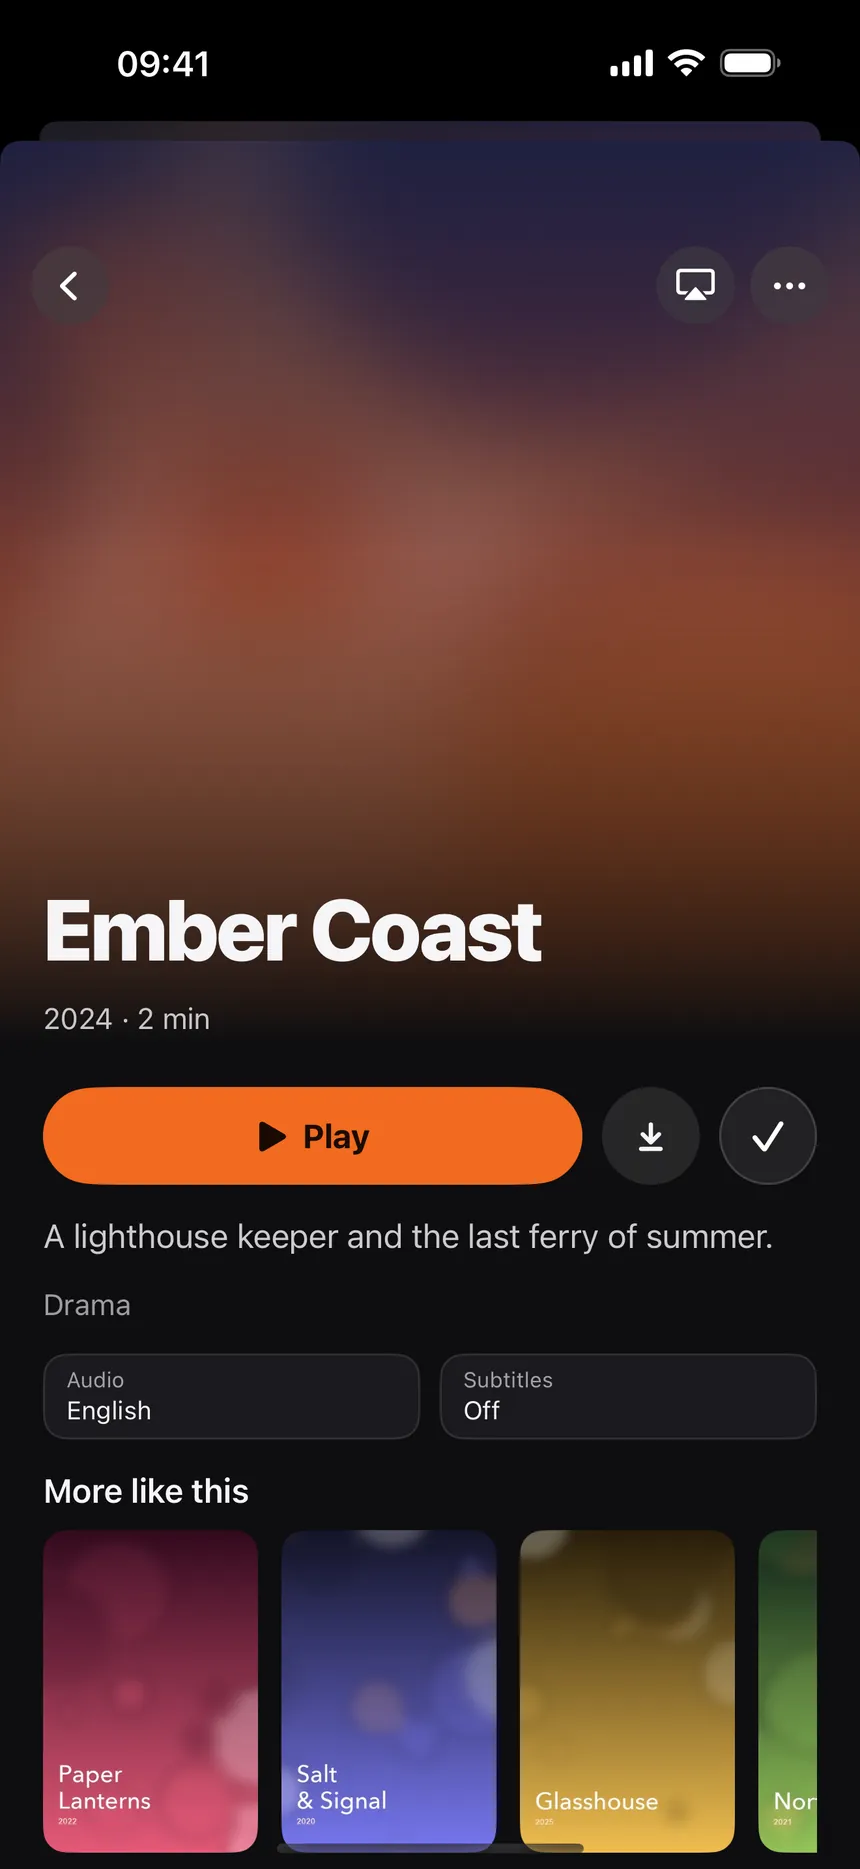 09:41
Ember Coast
2024 · 2 min
Play
A lighthouse keeper and the last ferry of summer.
Drama
Audio
English
Subtitles
Off
More like this
Paper
Lanterns
2022
Salt
& Signal
2020
Glasshouse
2025
Nor
2021